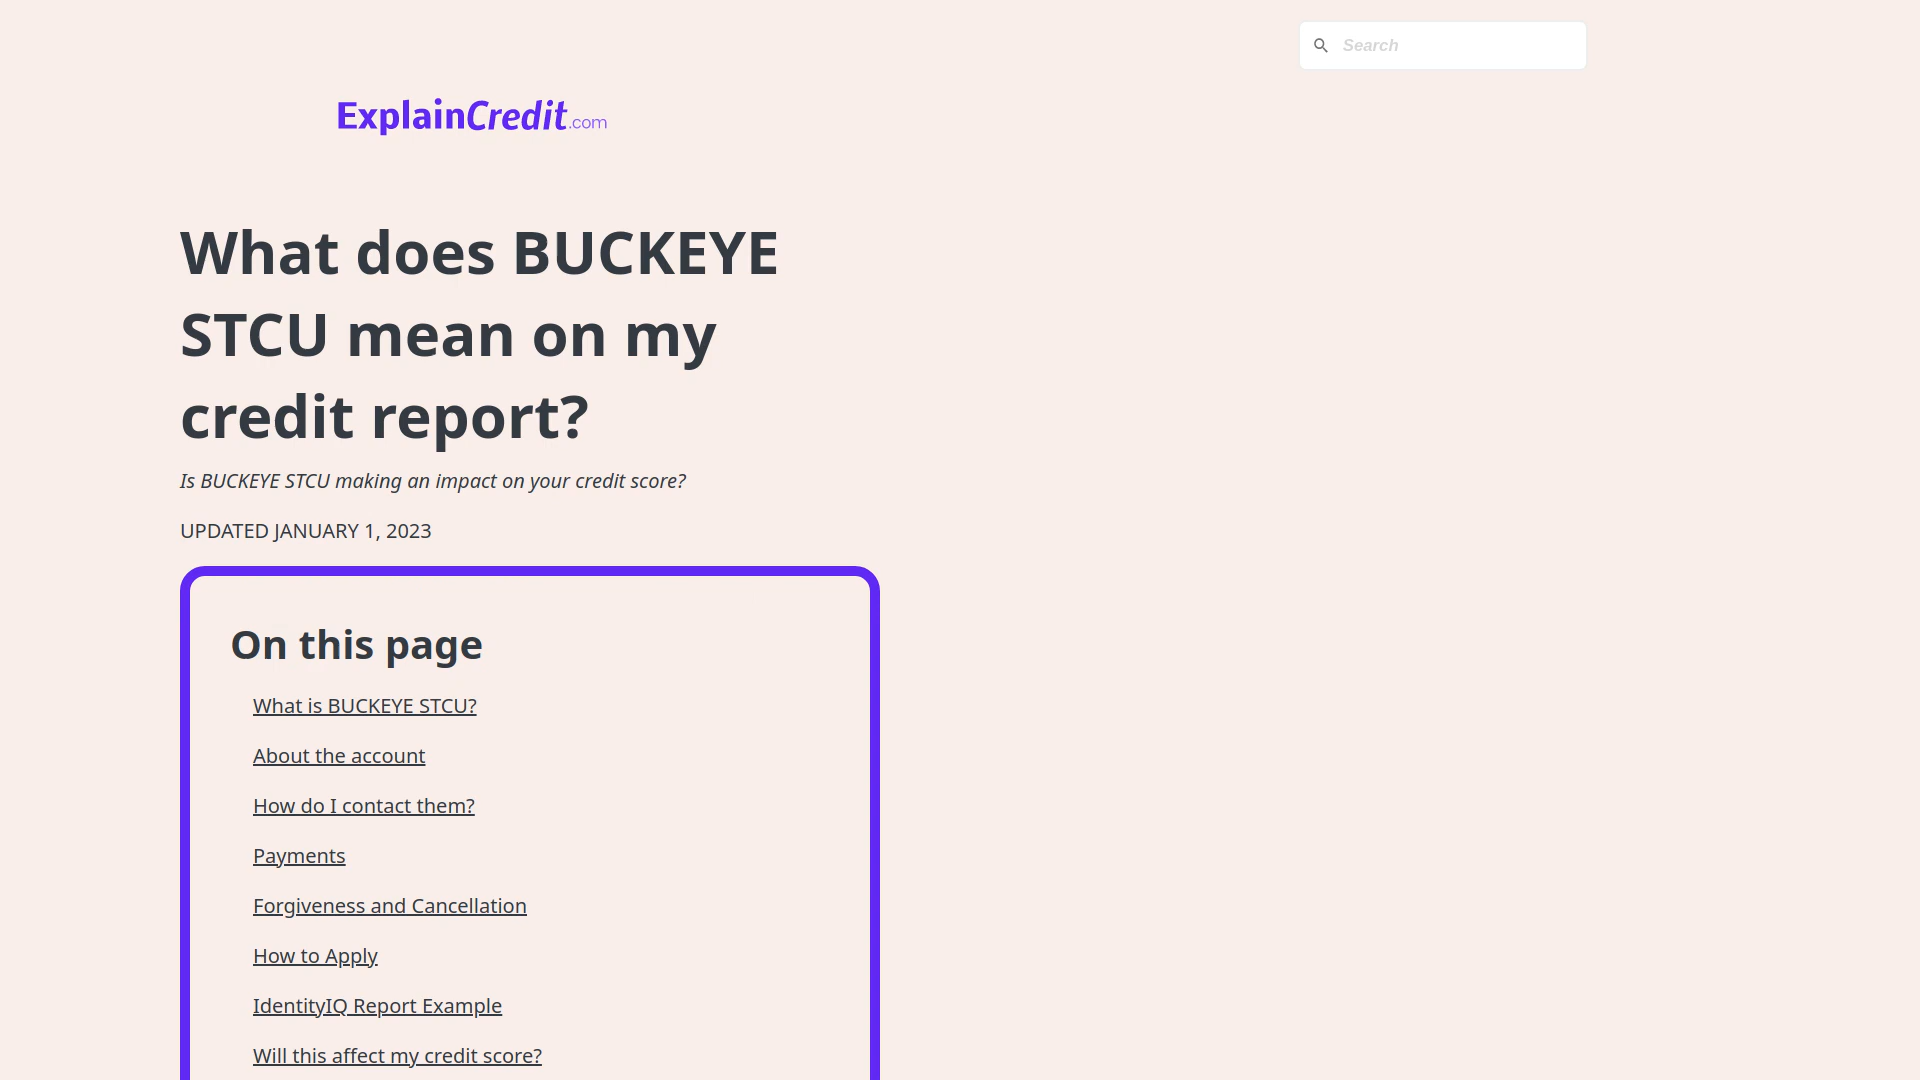 Search
ExplainCredit.com
What does BUCKEYE
STCU mean on my
credit report?
Is BUCKEYE STCU making an impact on your credit score?
UPDATED JANUARY 1, 2023
On this page
What is BUCKEYE STCU?
About the account
How do I contact them?
Payments
Forgiveness and Cancellation
How to Apply
IdentityIQ Report Example
Will this affect my credit score?